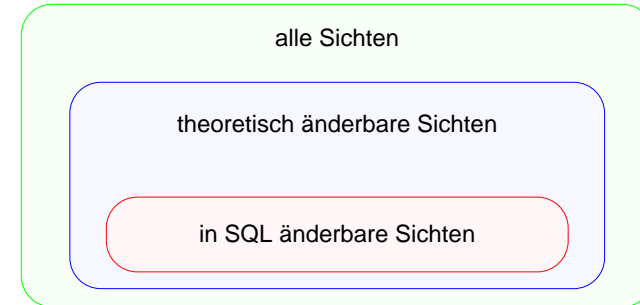 alle Sichten
theoretisch änderbare Sichten
in SQL änderbare Sichten